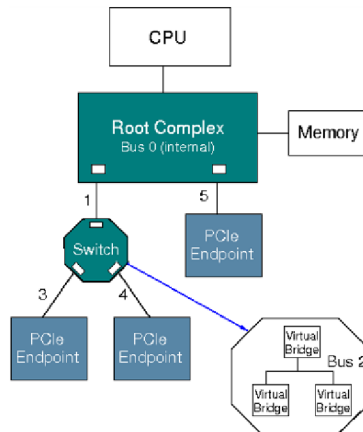 CPU
Root Complex
Bus 0 (internal)
Memory
1
5
Switch
PCIe
Endpoint
3
4
PCIe
Endpoint
PCIe
Endpoint
Virtual
Bridge
Bus 2
Virtual
Bridge
Virtual
Bridge